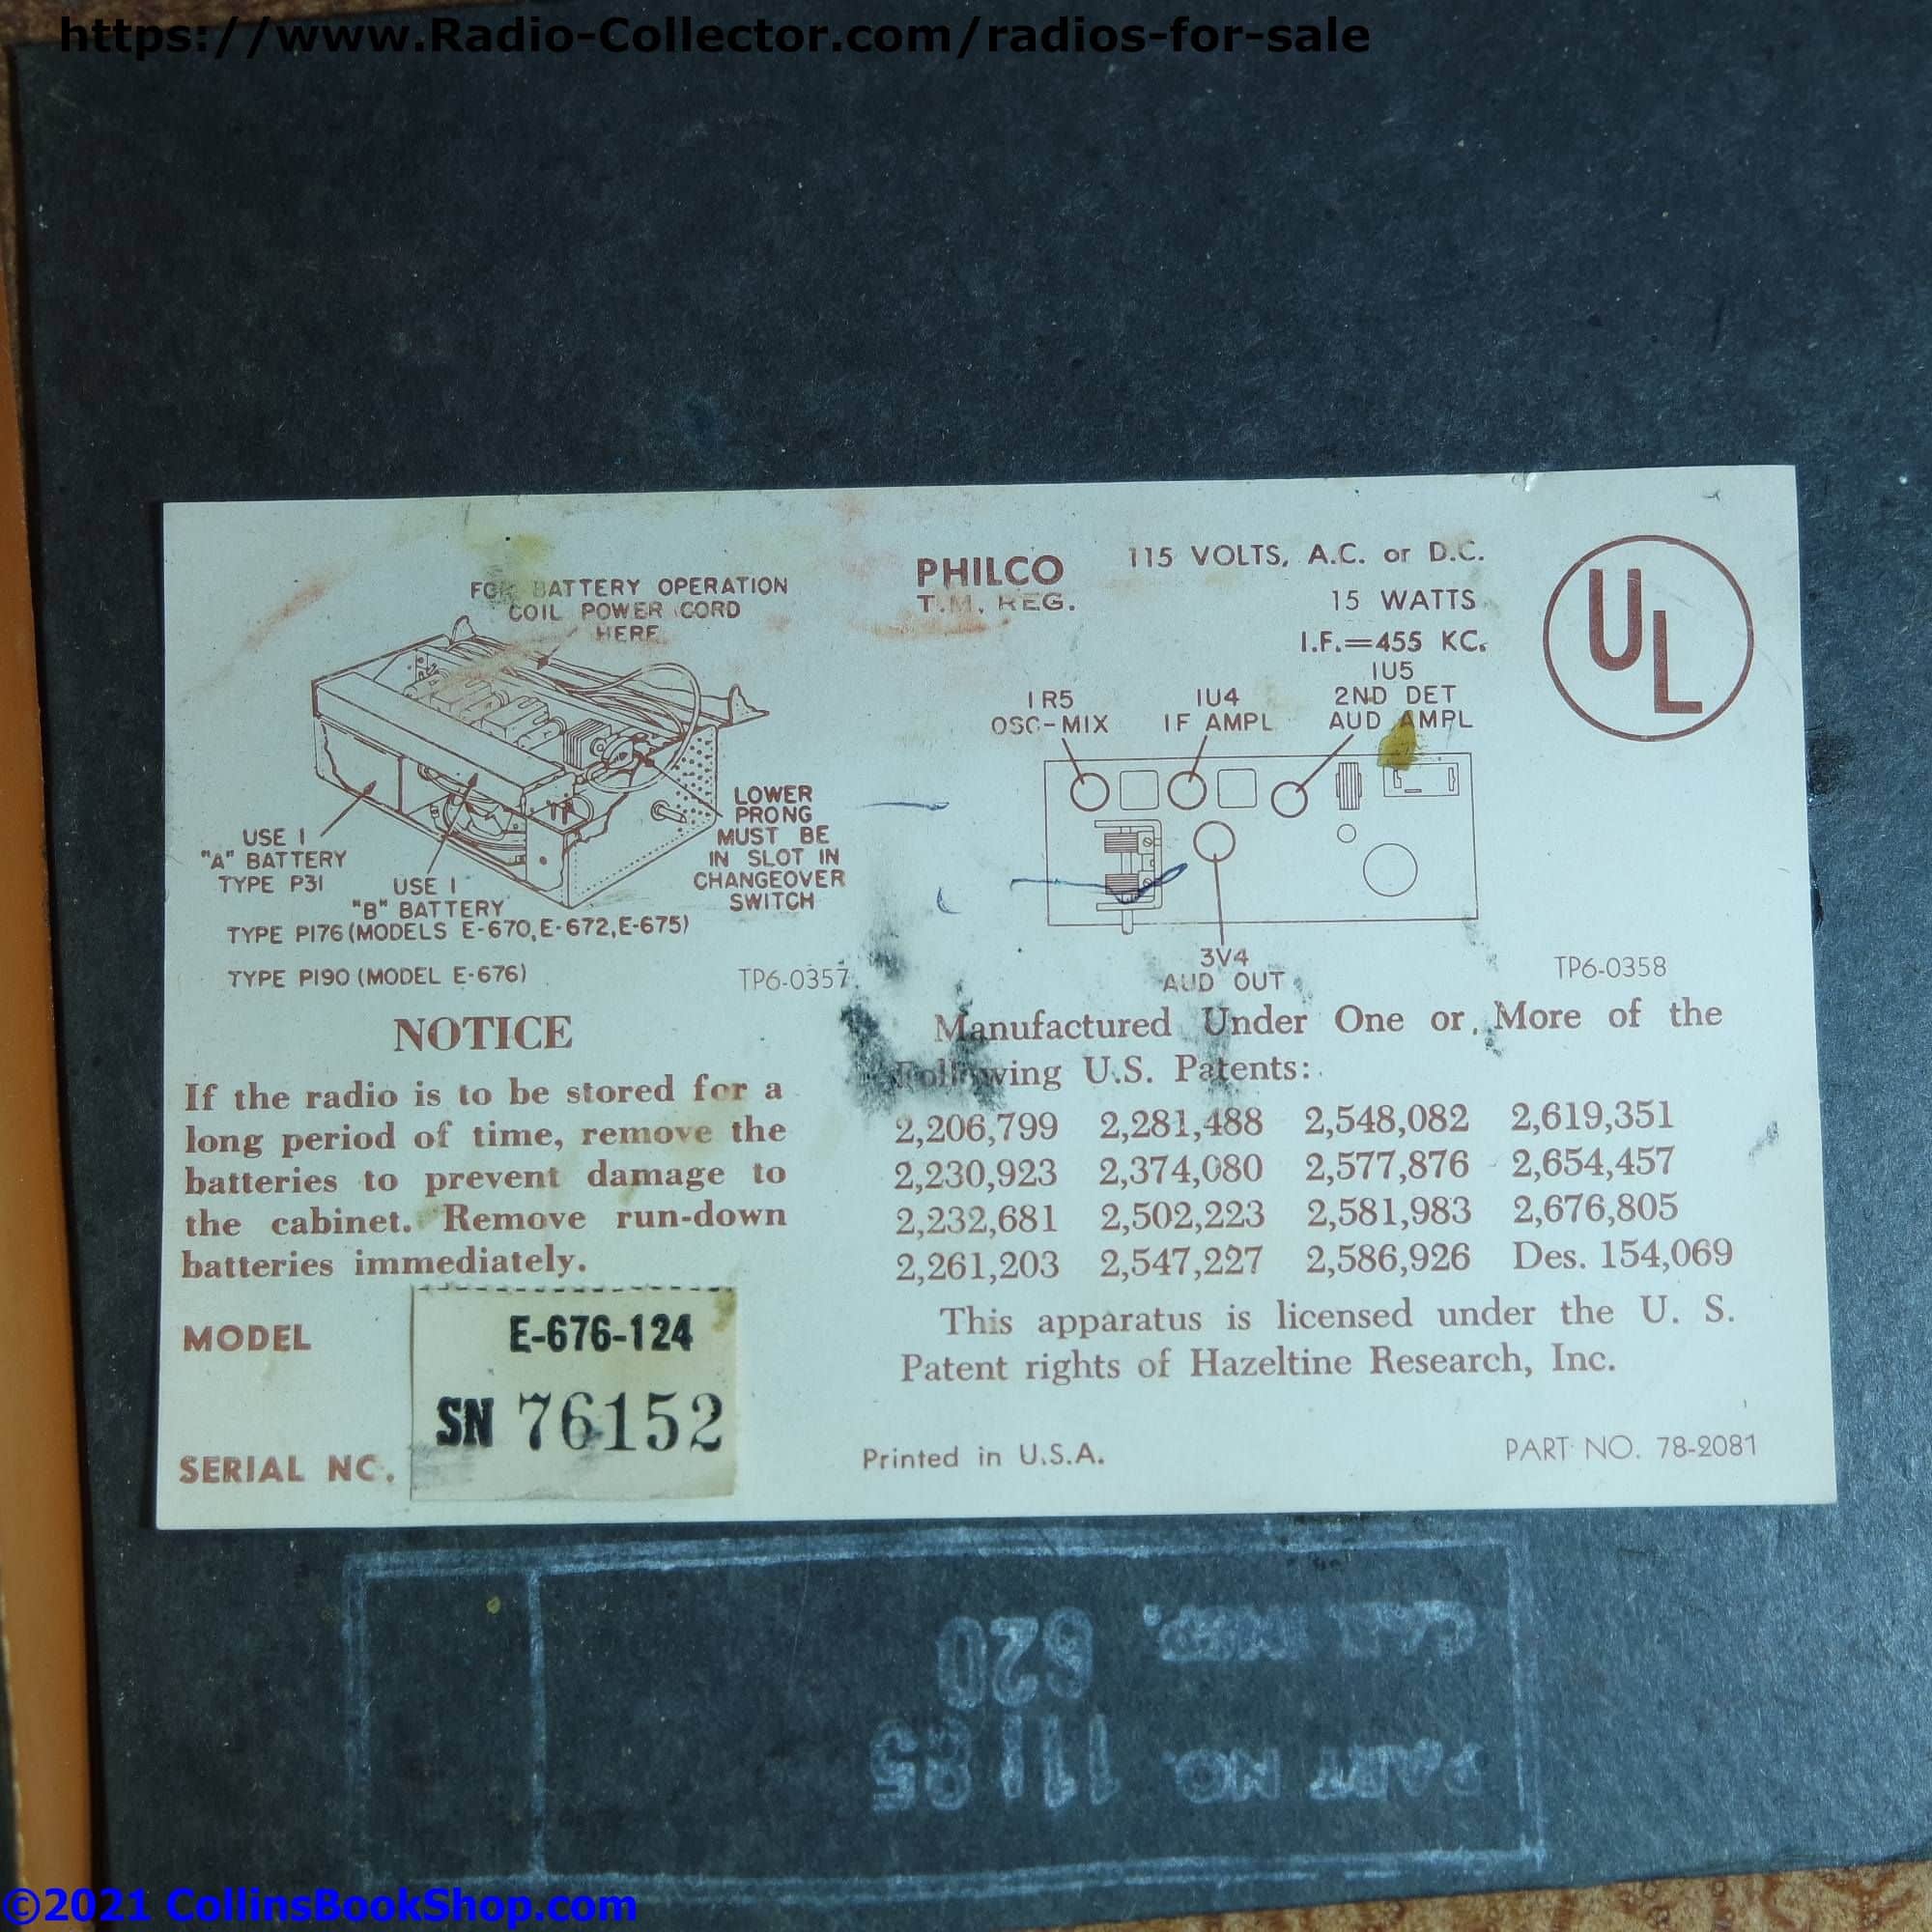 https://www.Radio-Collector.com/radios-for-sale
FOR BATTERY OPERATION
COIL POWER CORD
HERE
LOWER
PRONG
MUST BE
IN SLOT IN
CHANGEOVER
SWITCH
USE 1
"A" BATTERY
TYPE P31
USE 1
"B" BATTERY
TYPE P176 (MODELS E-670, E-672, E-675)
TYPE P190 (MODEL E-676)
TP6-0357
PHILCO
T.M. REG.
115 VOLTS, A.C. or D.C.
15 WATTS
I.F.=455 KC.
UL
1R5
OSC-MIX
1U4
IF AMPL
1U5
2ND DET
AUD AMPL
3V4
AUD OUT
TP6-0358
NOTICE
If the radio is to be stored for a
long period of time, remove the
batteries to prevent damage to
the cabinet. Remove run-down
batteries immediately.
MODEL
E-676-124
SERIAL NO.
SN 76152
Manufactured Under One or More of the
Following U.S. Patents:
2,206,799 2,281,488 2,548,082 2,619,351
2,230,923 2,374,080 2,577,876 2,654,457
2,232,681 2,502,223 2,581,983 2,676,805
2,261,203 2,547,227 2,586,926 Des. 154,069
This apparatus is licensed under the U. S.
Patent rights of Hazeltine Research, Inc.
Printed in U.S.A.
PART NO. 78-2081
PART NO.
620
©2021 CollinsBookShop.com